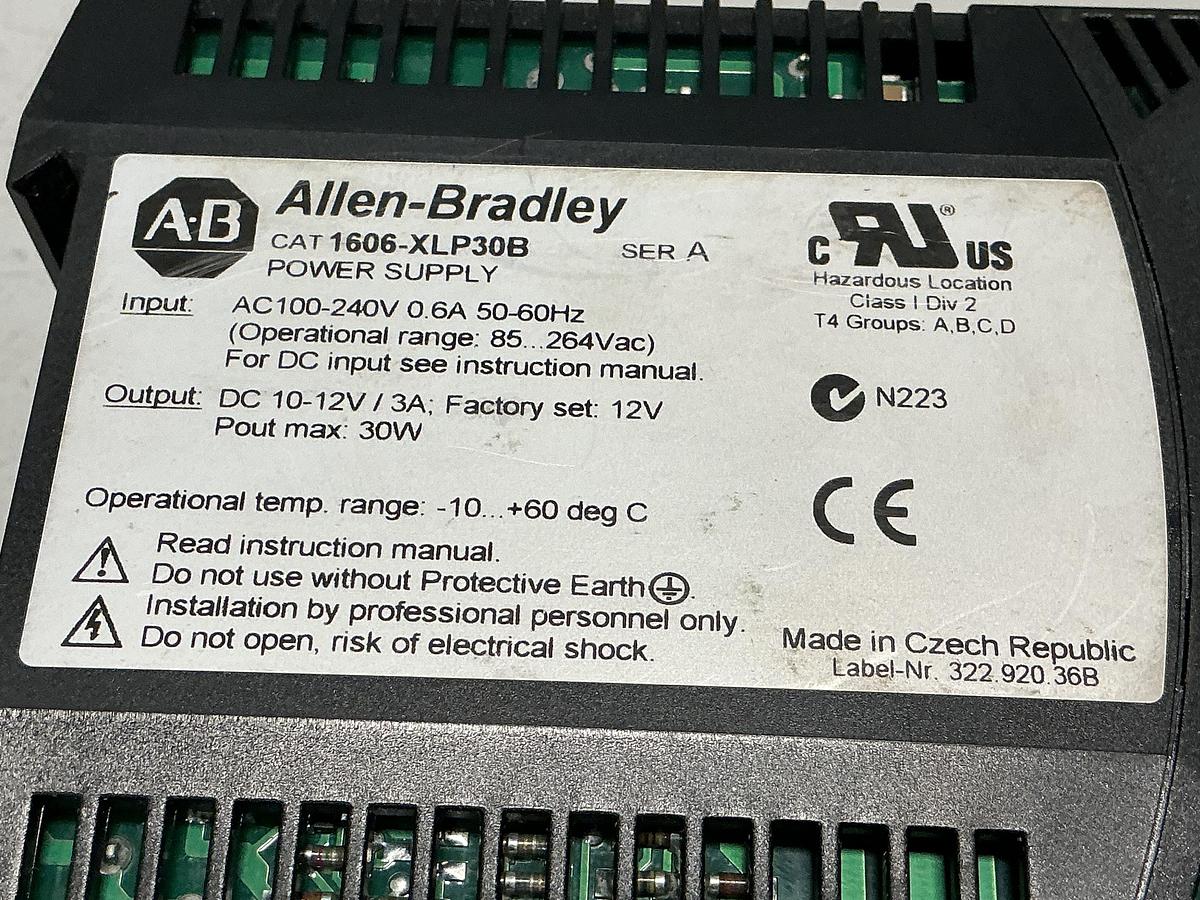 A·B
Allen-Bradley
CAT 1606-XLP30B SER A
POWER SUPPLY
Input: AC100-240V 0.6A 50-60Hz
(Operational range: 85...264Vac)
For DC input see instruction manual.
Output: DC 10-12V / 3A; Factory set: 12V
Pout max: 30W
Operational temp. range: -10...+60 deg C
Read instruction manual.
Do not use without Protective Earth.
Installation by professional personnel only.
Do not open, risk of electrical shock.
C RU ® US
Hazardous Location
Class I Div 2
T4 Groups: A,B,C,D
N223
CE
Made in Czech Republic
Label-Nr. 322.920.36B